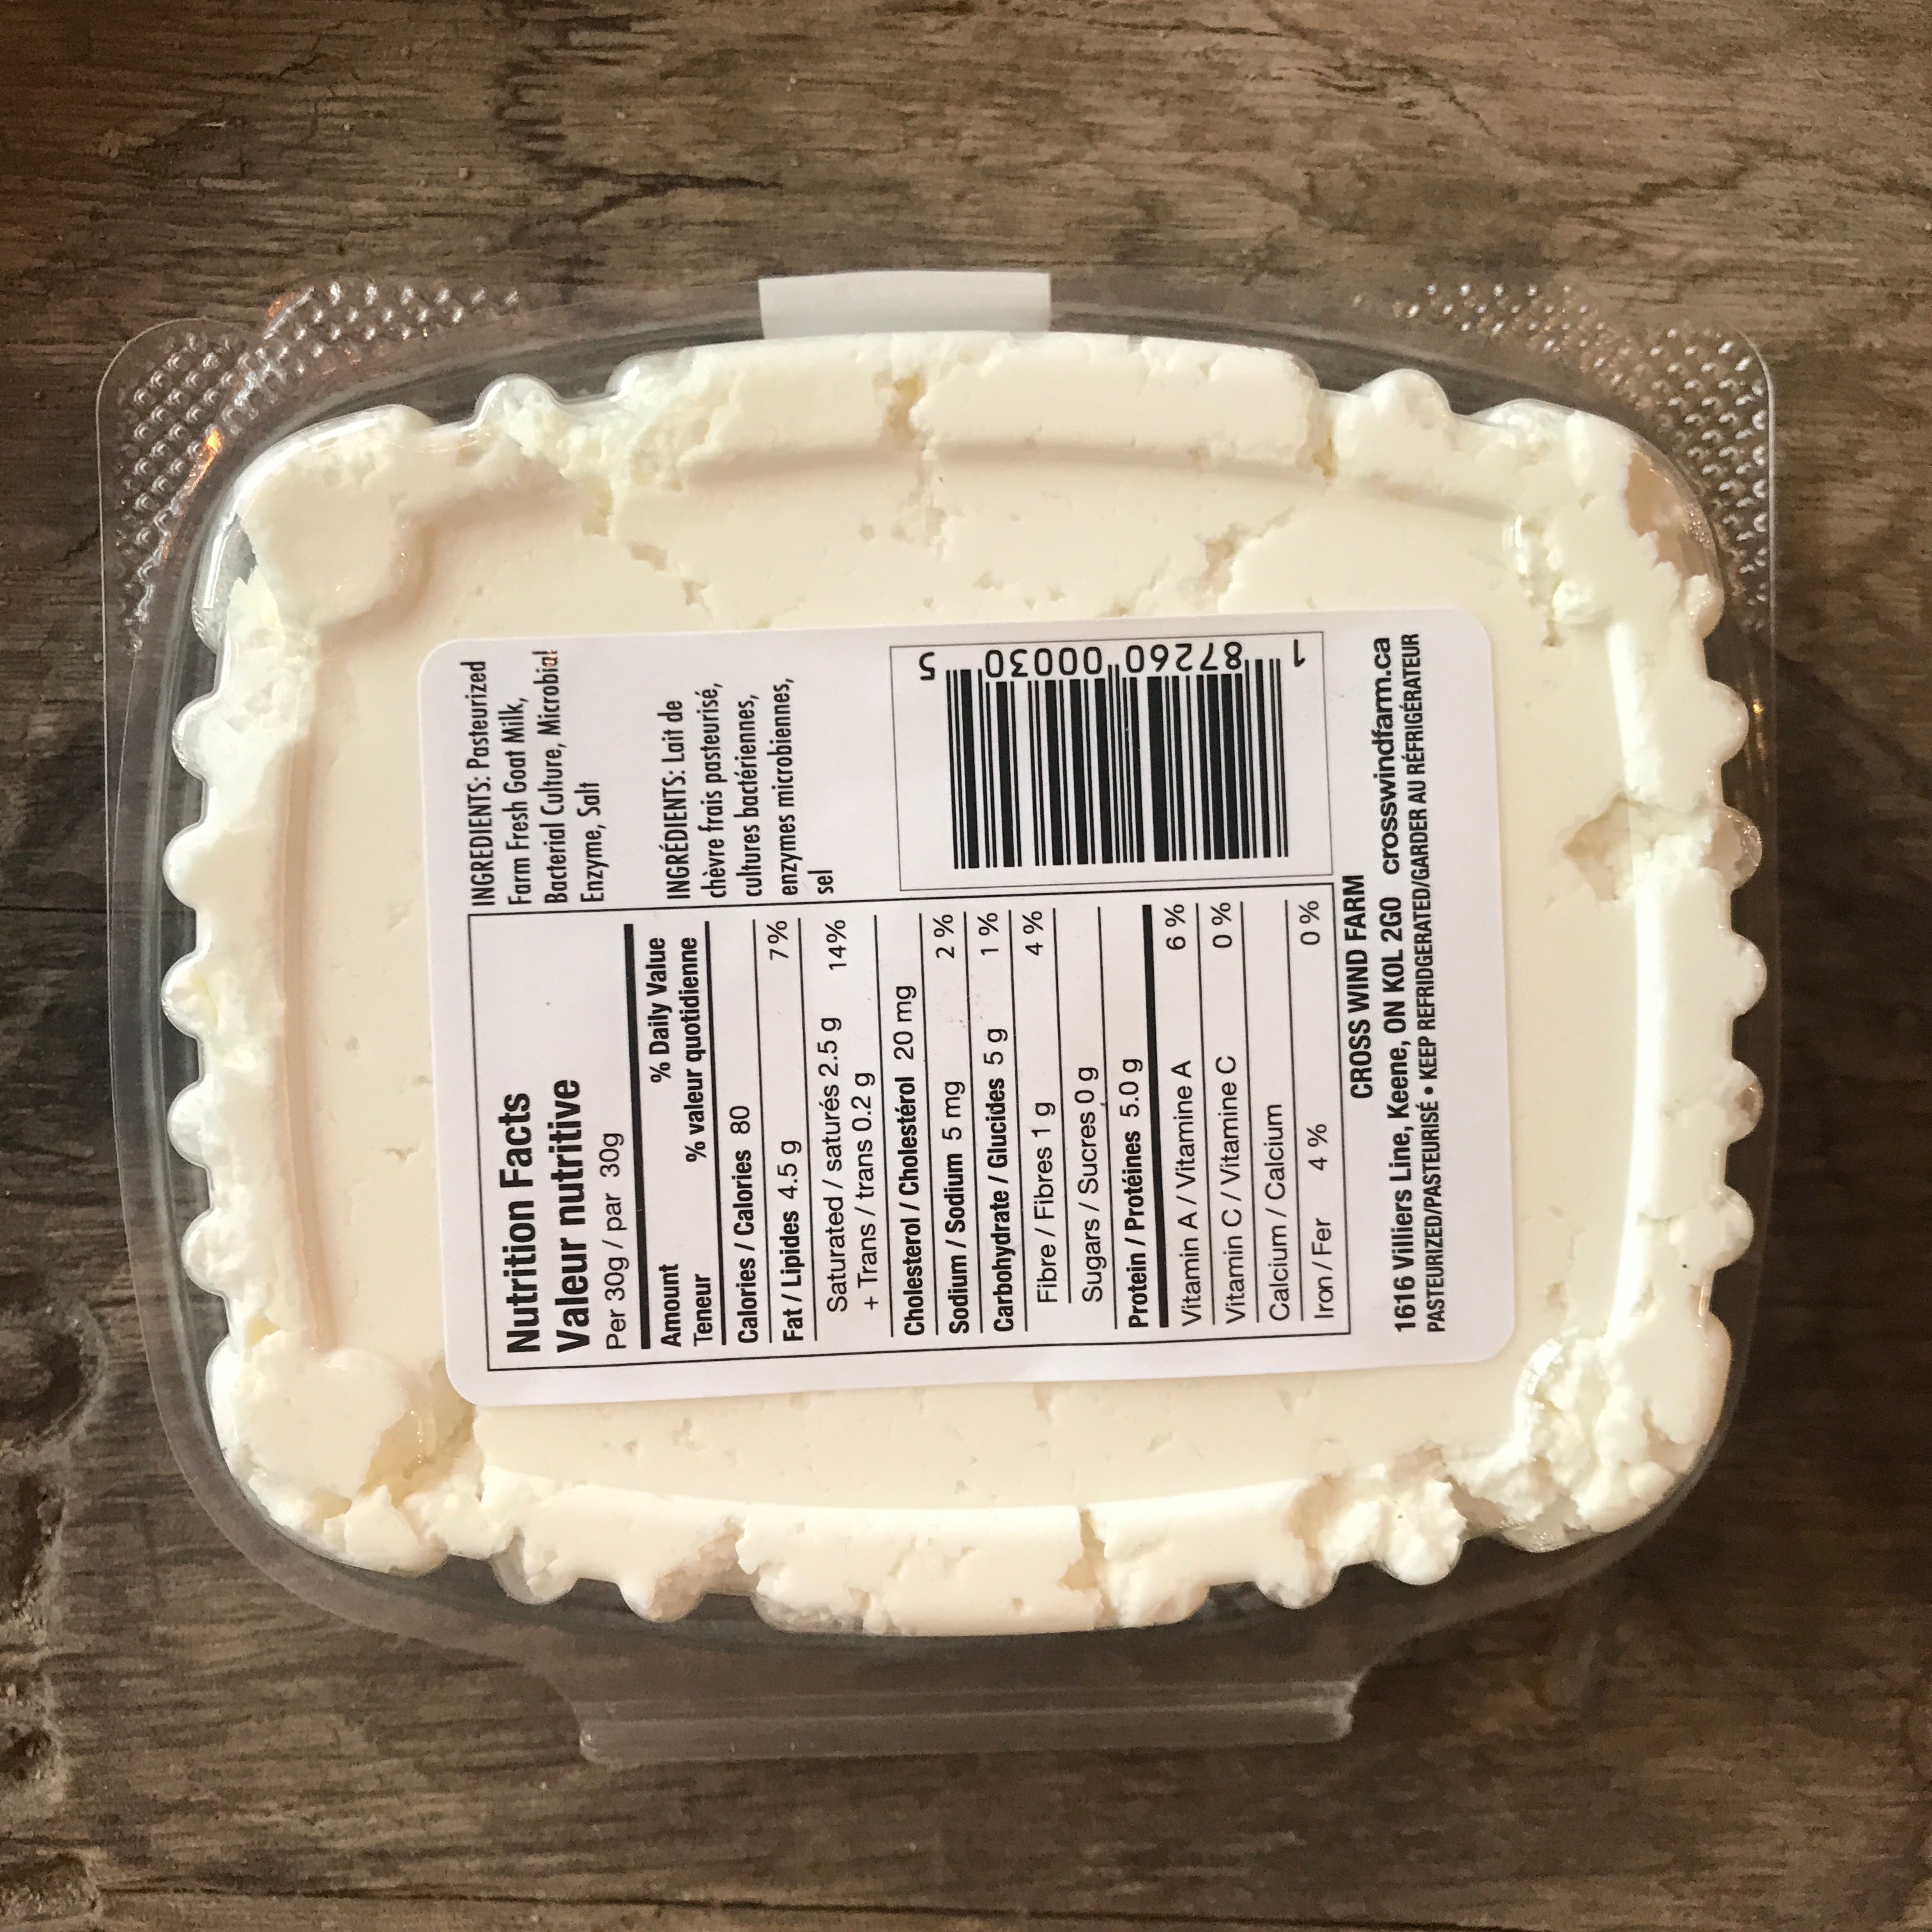 Nutrition Facts
Valeur nutritive
Per 30g / par 30g
Amount % Daily Value
Teneur % valeur quotidienne
Calories / Calories 80
Fat / Lipides 4.5 g 7%
Saturated / saturés 2.5 g 14%
+ Trans / trans 0.2 g
Cholesterol / Cholestérol 20 mg
Sodium / Sodium 5 mg 2 %
Carbohydrate / Glucides 5 g 1 %
Fibre / Fibres 1 g 4 %
Sugars / Sucres 0 g
Protein / Protéines 5.0 g
Vitamin A / Vitamine A 6 %
Vitamin C / Vitamine C 0 %
Calcium / Calcium
Iron / Fer 4 % 0 %
INGREDIENTS: Pasteurized
Farm Fresh Goat Milk,
Bacterial Culture, Microbial
Enzyme, Salt
INGRÉDIENTS: Lait de
chèvre frais pasteurisé,
cultures bactériennes,
enzymes microbiennes,
sel
1 87260 00030 5
CROSS WIND FARM
1616 Villiers Line, Keene, ON K0L 2G0 crosswindfarm.ca
PASTEURIZED/PASTEURISÉ • KEEP REFRIDGERATED/GARDER AU RÉFRIGÉRATEUR